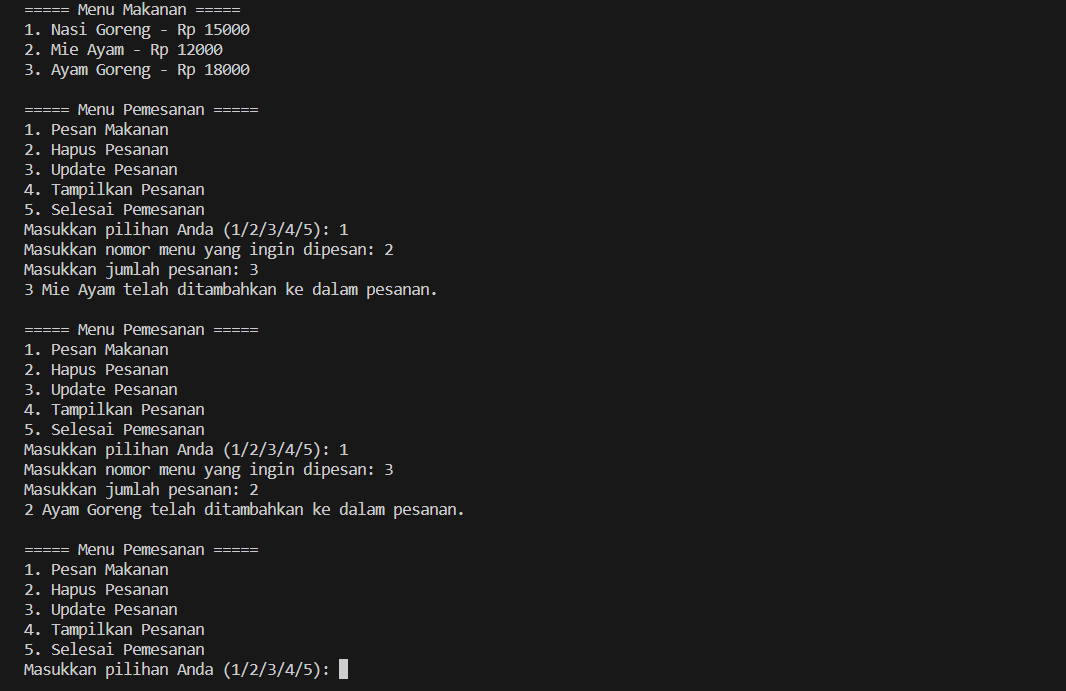 ===== Menu Makanan =====
1. Nasi Goreng - Rp 15000
2. Mie Ayam - Rp 12000
3. Ayam Goreng - Rp 18000
===== Menu Pemesanan =====
1. Pesan Makanan
2. Hapus Pesanan
3. Update Pesanan
4. Tampilkan Pesanan
5. Selesai Pemesanan
Masukkan pilihan Anda (1/2/3/4/5): 1
Masukkan nomor menu yang ingin dipesan: 2
Masukkan jumlah pesanan: 3
3 Mie Ayam telah ditambahkan ke dalam pesanan.
===== Menu Pemesanan =====
1. Pesan Makanan
2. Hapus Pesanan
3. Update Pesanan
4. Tampilkan Pesanan
5. Selesai Pemesanan
Masukkan pilihan Anda (1/2/3/4/5): 1
Masukkan nomor menu yang ingin dipesan: 3
Masukkan jumlah pesanan: 2
2 Ayam Goreng telah ditambahkan ke dalam pesanan.
===== Menu Pemesanan =====
1. Pesan Makanan
2. Hapus Pesanan
3. Update Pesanan
4. Tampilkan Pesanan
5. Selesai Pemesanan
Masukkan pilihan Anda (1/2/3/4/5):